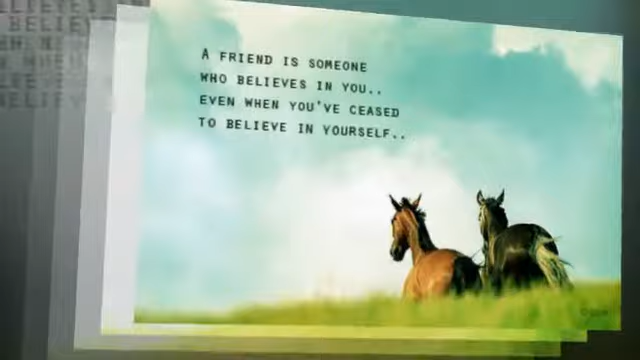 A FRIEND IS SOMEONE
WHO BELIEVES IN YOU..
EVEN WHEN YOU'VE CEASED
TO BELIEVE IN YOURSELF..